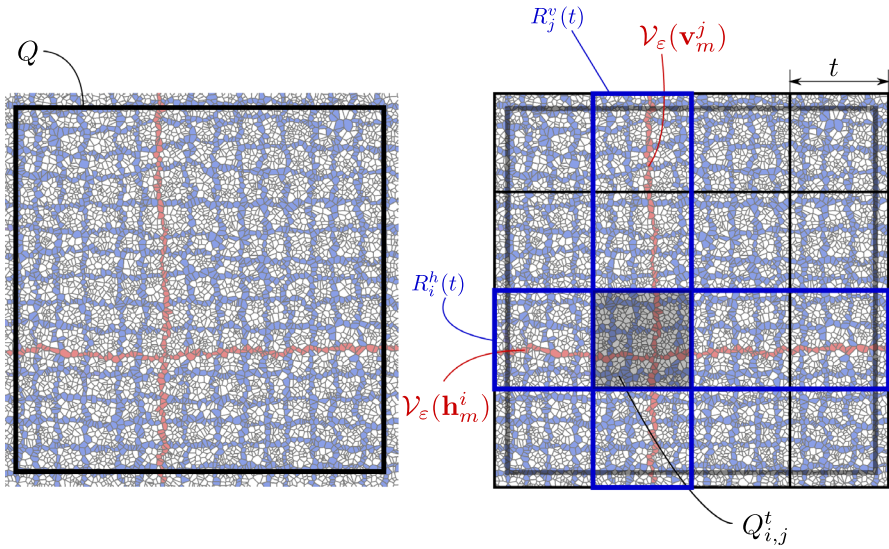 Q
R_j^v(t)
𝒱_ε(𝐯_m^j)
t
R_i^h(t)
𝒱_ε(𝐡_m^i)
Q_{i,j}^t